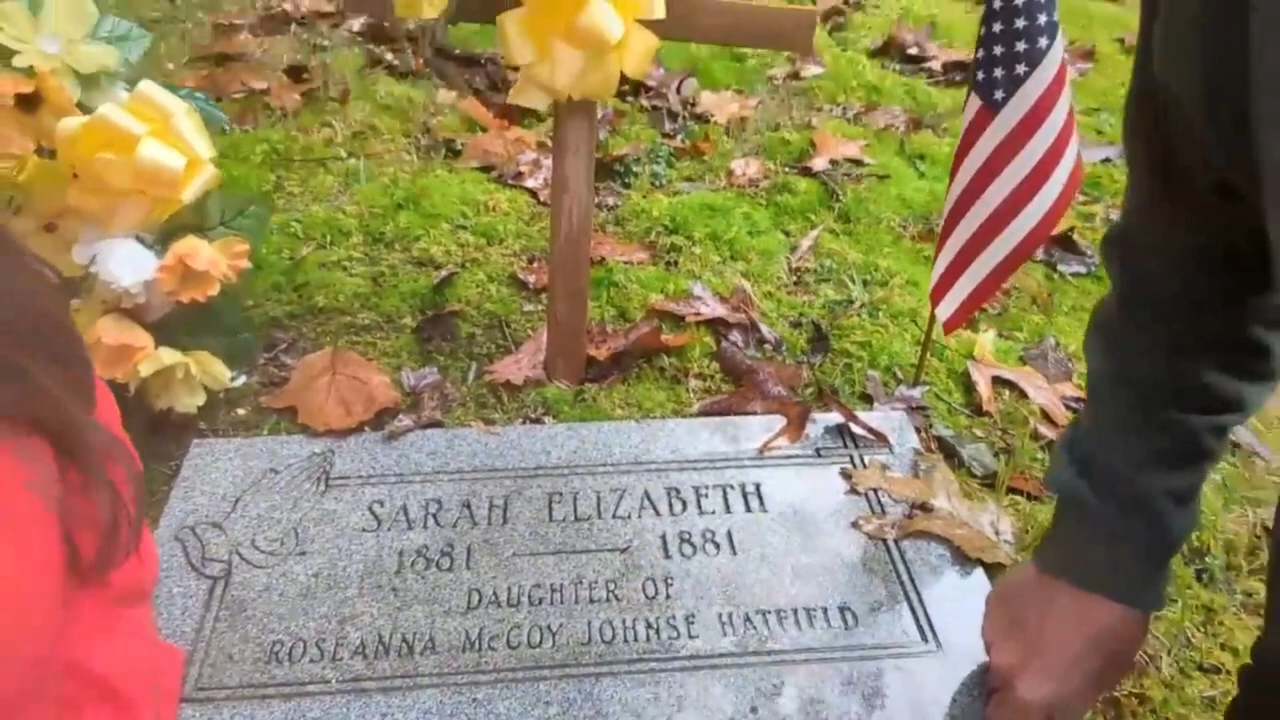 SARAH ELIZABETH
1881 — 1881
DAUGHTER OF
ROSEANNA McCOY JOHNSE HATFIELD